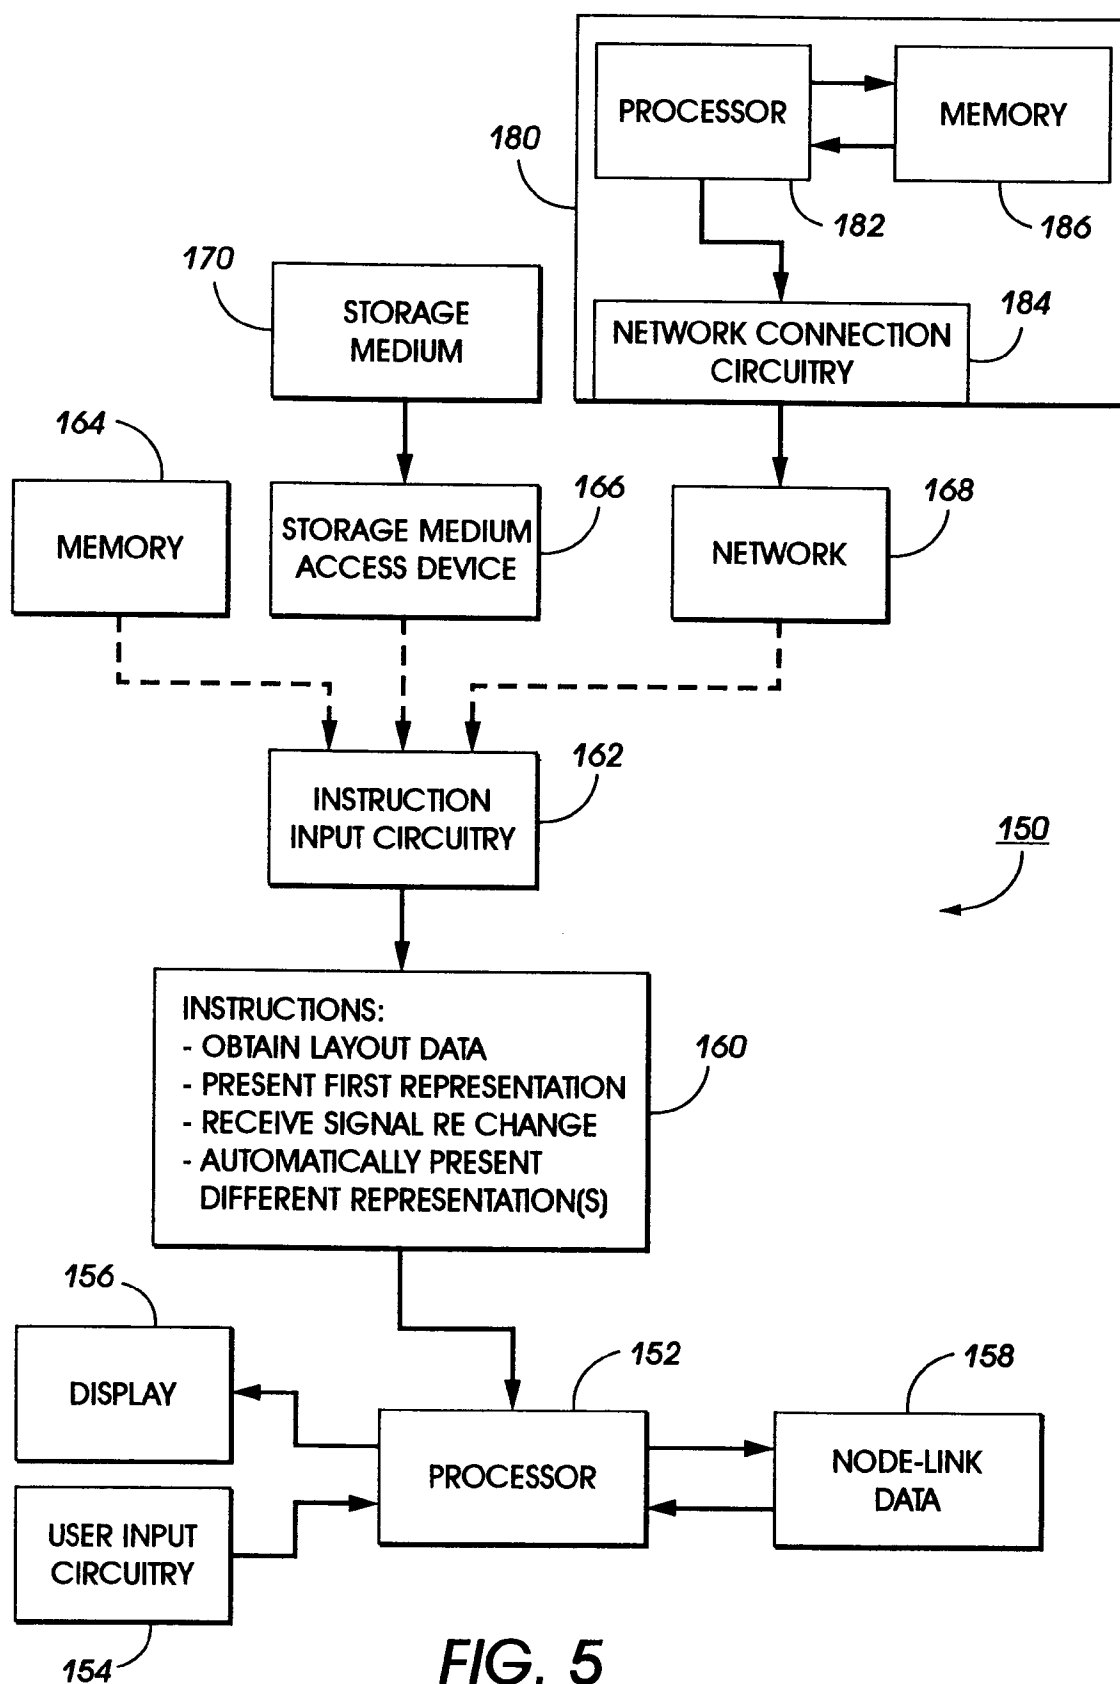 PROCESSOR
MEMORY
180
182
186
170
STORAGE
MEDIUM
184
NETWORK CONNECTION
CIRCUITRY
164
166
168
MEMORY
STORAGE MEDIUM
ACCESS DEVICE
NETWORK
162
INSTRUCTION
INPUT CIRCUITRY
150
INSTRUCTIONS:
- OBTAIN LAYOUT DATA
- PRESENT FIRST REPRESENTATION
- RECEIVE SIGNAL RE CHANGE
- AUTOMATICALLY PRESENT
DIFFERENT REPRESENTATION(S)
160
156
152
158
DISPLAY
PROCESSOR
NODE-LINK
DATA
USER INPUT
CIRCUITRY
154
FIG. 5